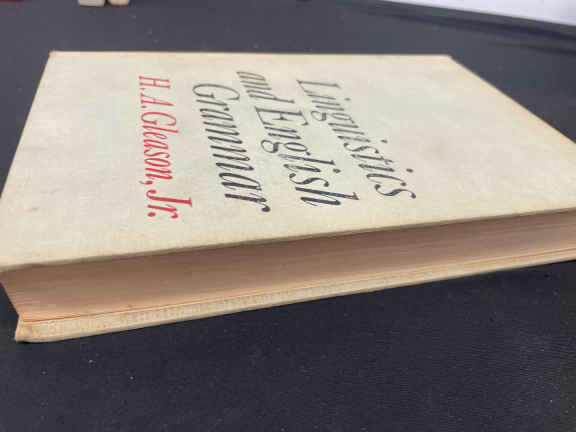 Linguistics
and English
Grammar
H. A. Gleason, Jr.